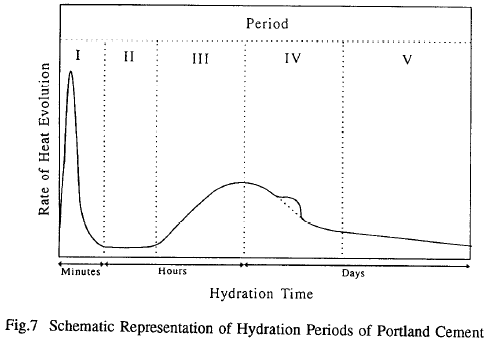 Period
I II III IV V
Rate of Heat Evolution
Minutes Hours Days
Hydration Time
Fig.7 Schematic Representation of Hydration Periods of Portland Cement